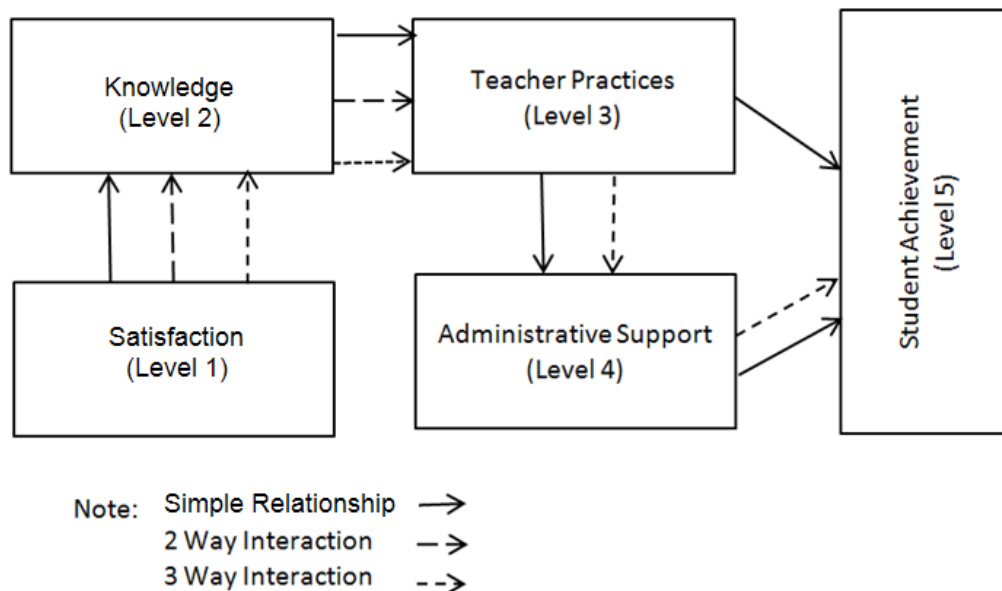 Knowledge
(Level 2)
Teacher Practices
(Level 3)
Student Achievement
(Level 5)
Satisfaction
(Level 1)
Administrative Support
(Level 4)
Note: Simple Relationship
2 Way Interaction
3 Way Interaction